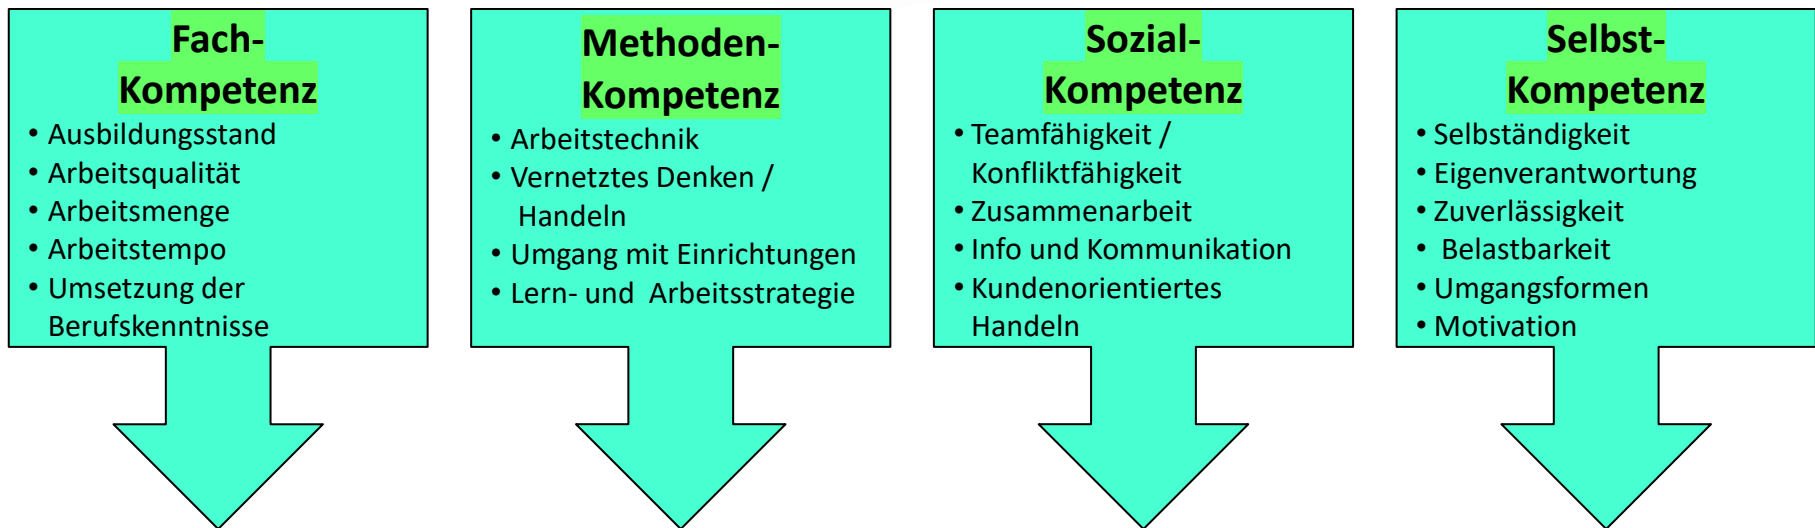 Fach-
Kompetenz
• Ausbildungsstand
• Arbeitsqualität
• Arbeitsmenge
• Arbeitstempo
• Umsetzung der
Berufskenntnisse
Methoden-
Kompetenz
• Arbeitstechnik
• Vernetztes Denken /
Handeln
• Umgang mit Einrichtungen
• Lern- und Arbeitsstrategie
Sozial-
Kompetenz
• Teamfähigkeit /
Konfliktfähigkeit
• Zusammenarbeit
• Info und Kommunikation
• Kundenorientiertes
Handeln
Selbst-
Kompetenz
• Selbständigkeit
• Eigenverantwortung
• Zuverlässigkeit
• Belastbarkeit
• Umgangsformen
• Motivation